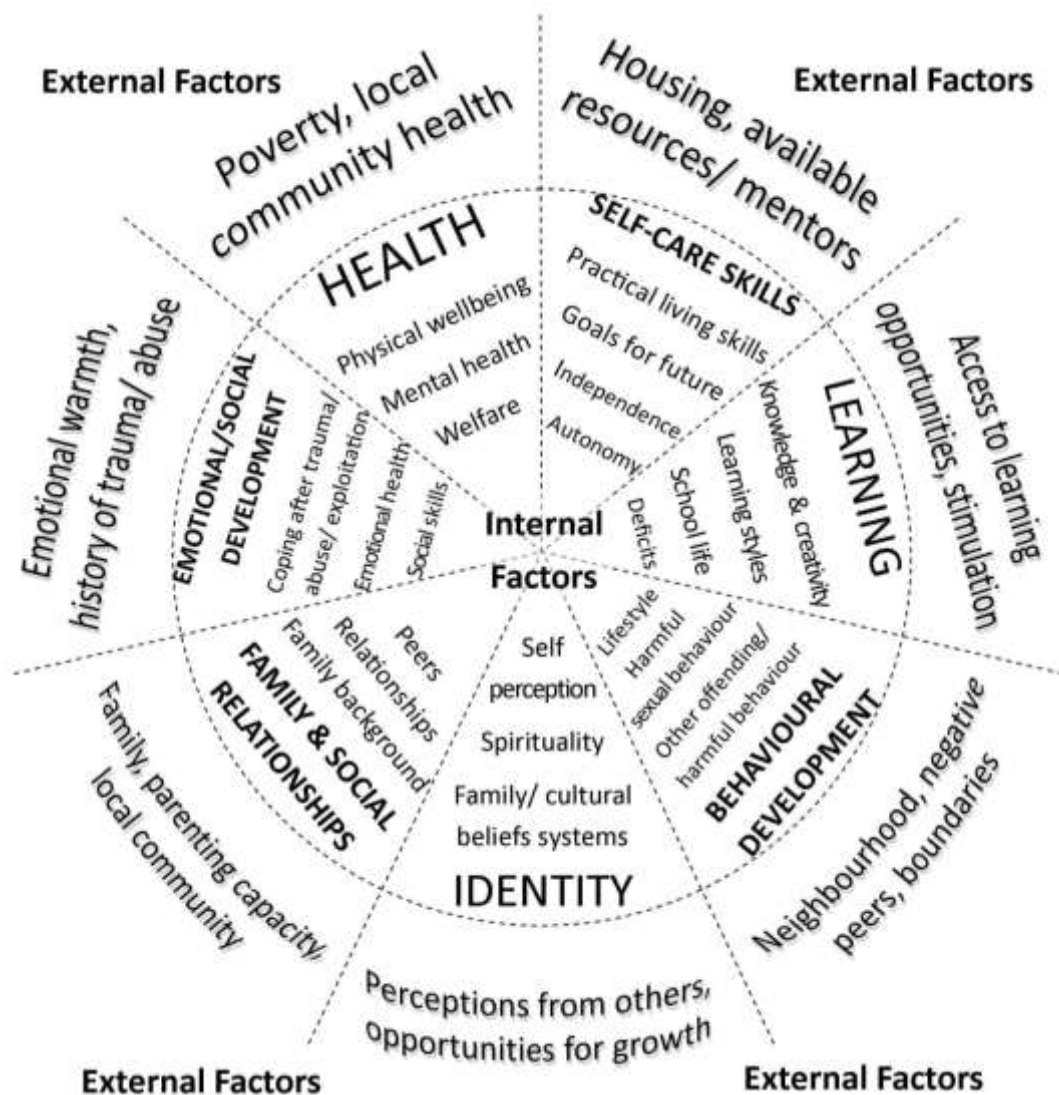 External Factors
Poverty, local
community health
Housing, available
resources/ mentors
External Factors
HEALTH
Physical wellbeing
Mental health
Welfare
SELF-CARE SKILLS
Practical living skills
Goals for future
Independence
Autonomy
Emotional warmth,
history of trauma/ abuse
EMOTIONAL/SOCIAL
DEVELOPMENT
Coping after trauma/
abuse/ exploitation
Emotional health
Social skills
Access to learning
opportunities, stimulation
LEARNING
Knowledge & creativity
Learning styles
School life
Deficits
Internal
Factors
Family, parenting capacity,
local community
FAMILY & SOCIAL
RELATIONSHIPS
Family background
Relationships
Peers
Self
perception
Spirituality
Family/ cultural
beliefs systems
IDENTITY
Perceptions from others,
opportunities for growth
Lifestyle
Harmful
sexual behaviour
Other offending/
harmful behaviour
BEHAVIOURAL
DEVELOPMENT
Neighbourhood, negative
peers, boundaries
External Factors
External Factors